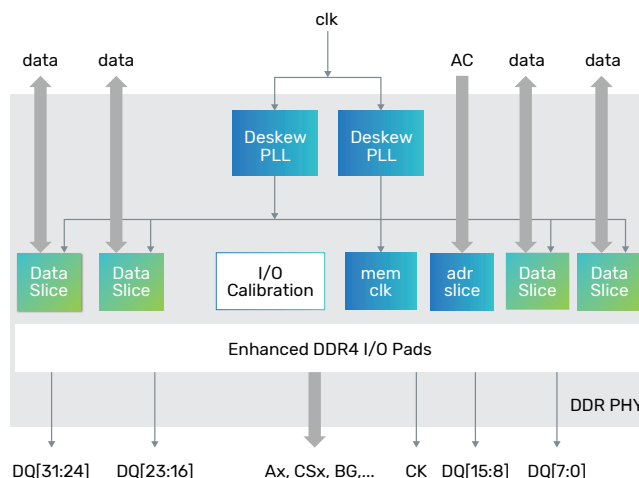 clk
data
data
AC
data
data
Deskew
PLL
Deskew
PLL
Data
Slice
Data
Slice
I/O
Calibration
mem
clk
adr
slice
Data
Slice
Data
Slice
Enhanced DDR4 I/O Pads
DDR PHY
DQ[31:24]
DQ[23:16]
Ax, CSx, BG,...
CK
DQ[15:8]
DQ[7:0]